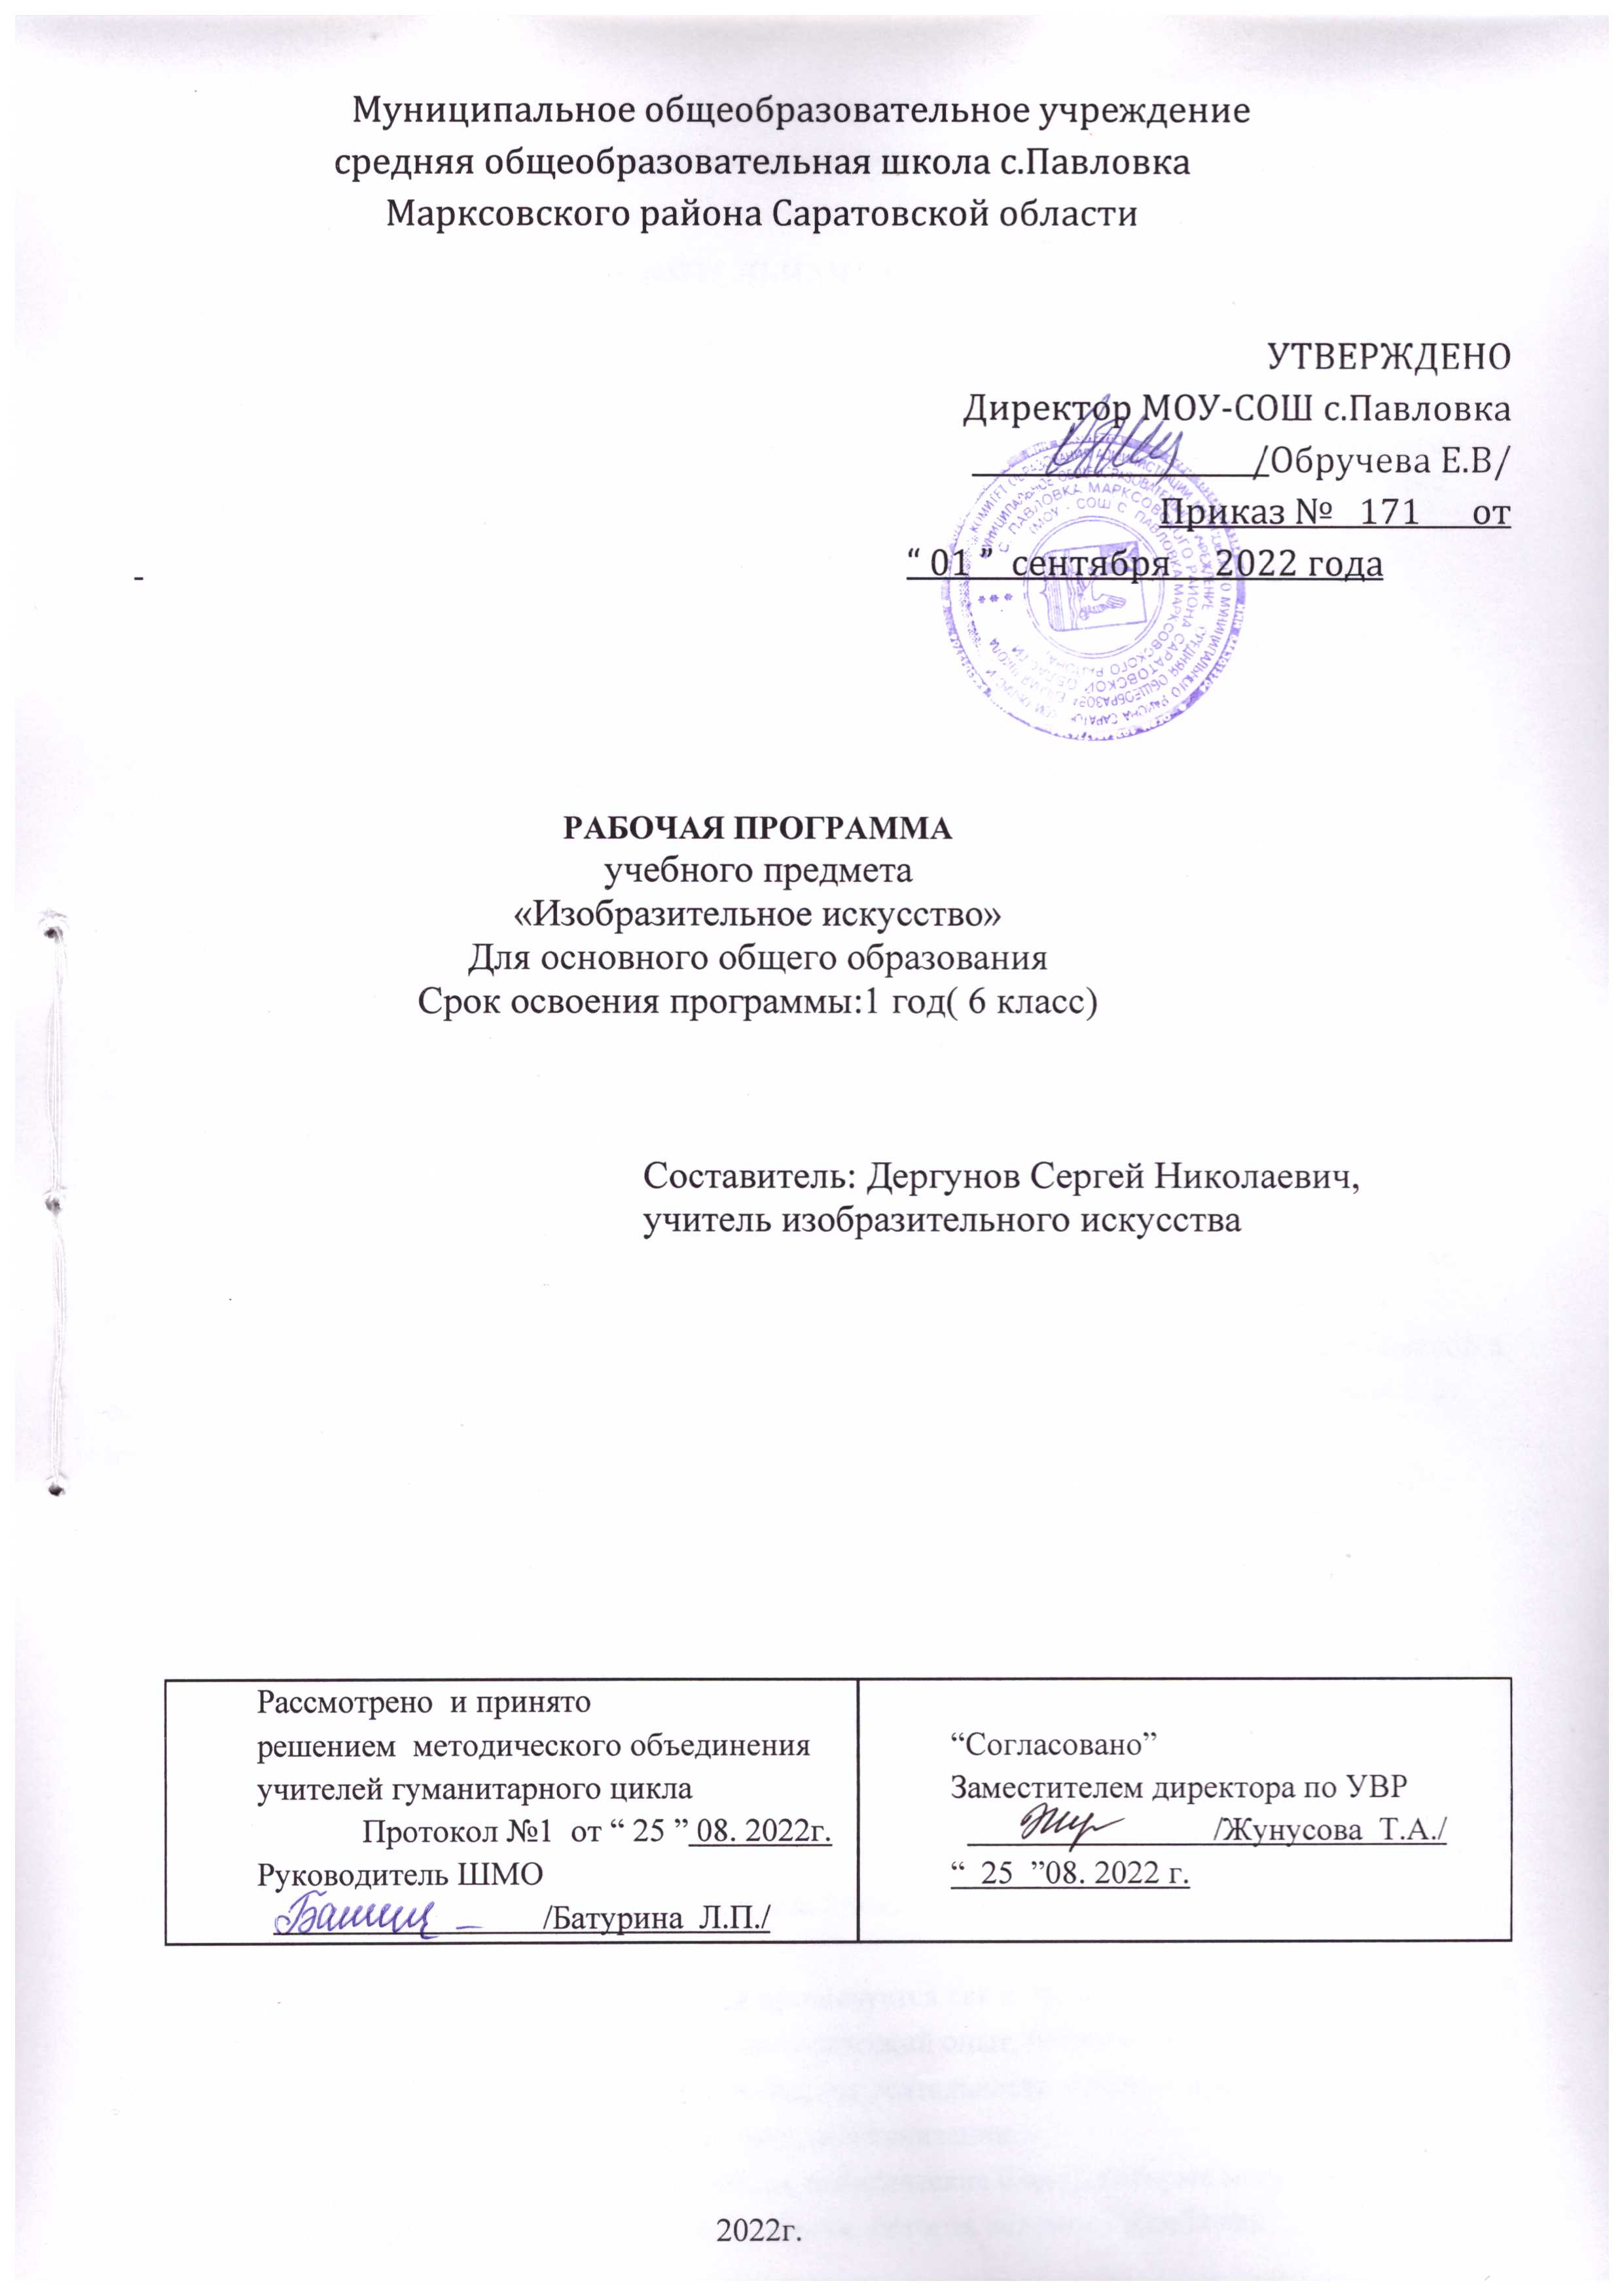 Муниципальное общеобразовательное учреждение
средняя общеобразовательная школа с.Павловка
Марксовского района Саратовской области
УТВЕРЖДЕНО
Директор МОУ-СОШ с.Павловка
/Обручева Е.В/
Приказ № 171 от
“ 01 ” сентября 2022 года
-
РАБОЧАЯ ПРОГРАММА
учебного предмета
«Изобразительное искусство»
Для основного общего образования
Срок освоения программы:1 год( 6 класс)
Составитель: Дергунов Сергей Николаевич,
учитель изобразительного искусства
Рассмотрено и принято
решением методического объединения
учителей гуманитарного цикла
Протокол №1 от “ 25 ” 08. 2022г.
Руководитель ШМО
/Батурина Л.П./
“Согласовано”
Заместителем директора по УВР
/Жунусова Т.А./
“ 25 ”08. 2022 г.
2022г.